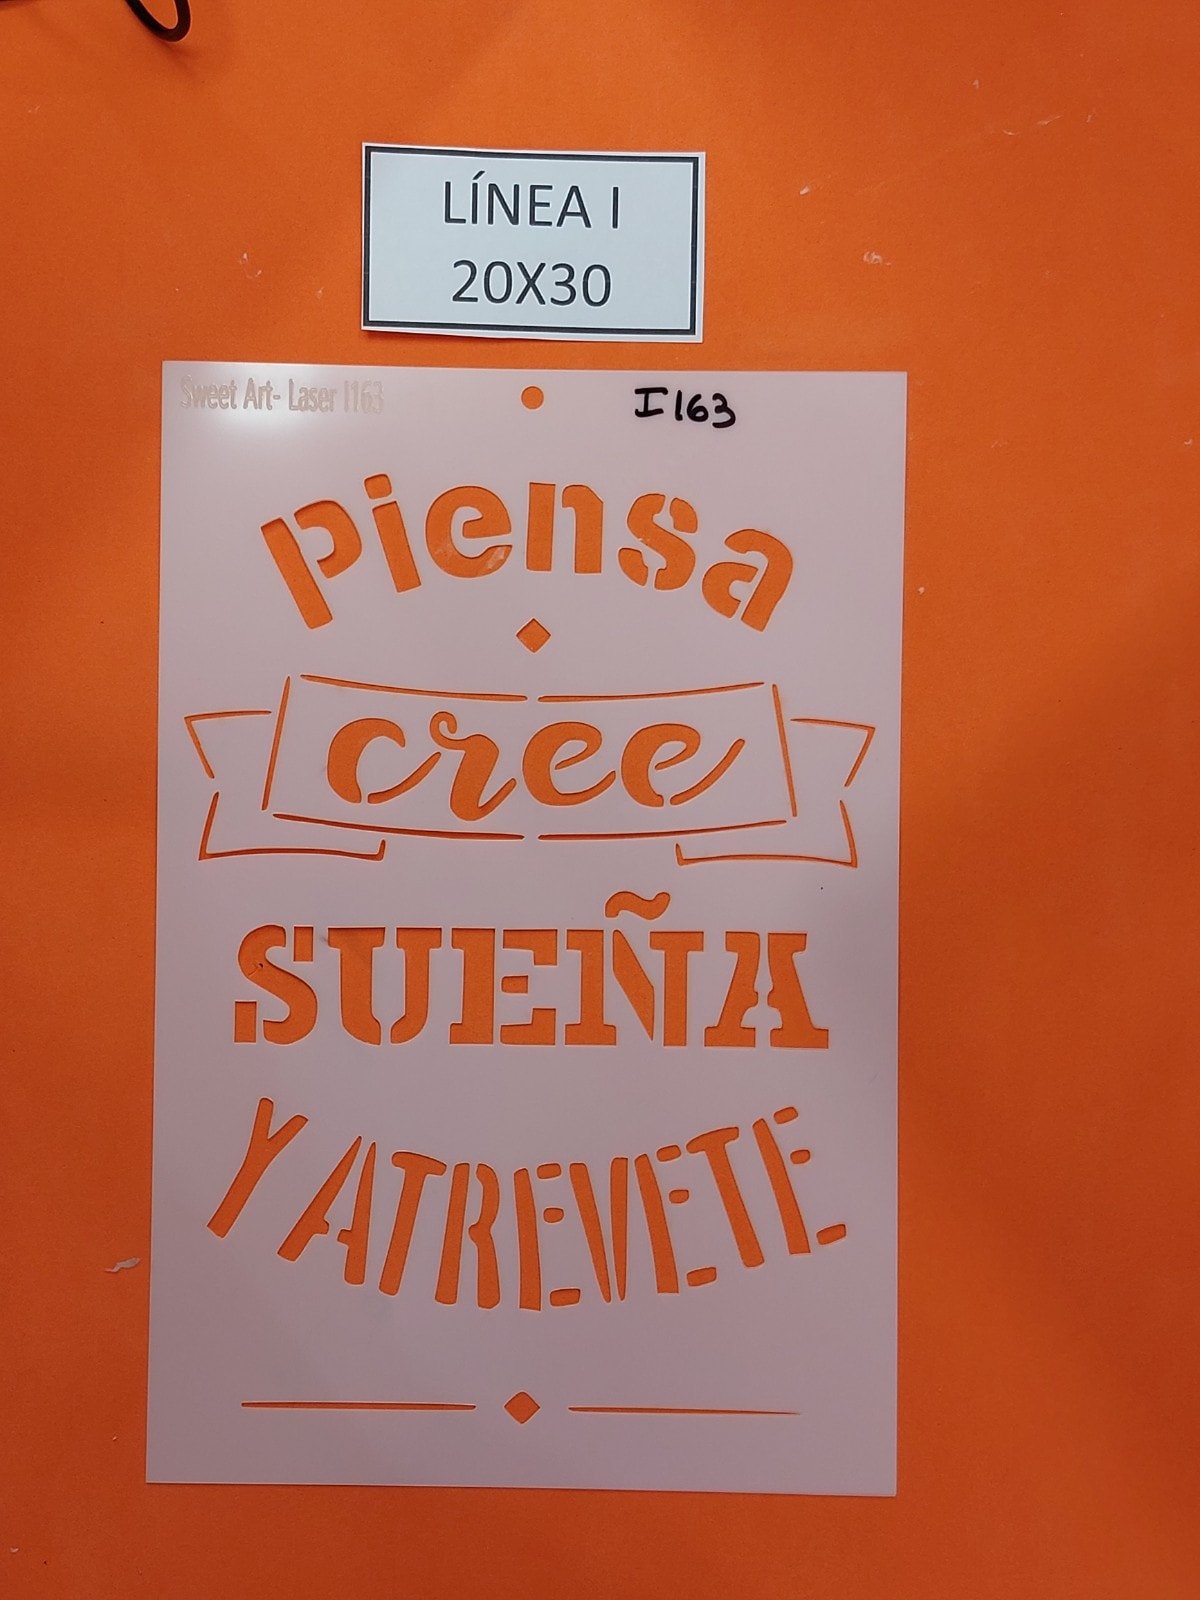 LÍNEA I
20X30
Sweet Art- Laser I163
I163
piensa
cree
SUEÑA
Y ATREVETE